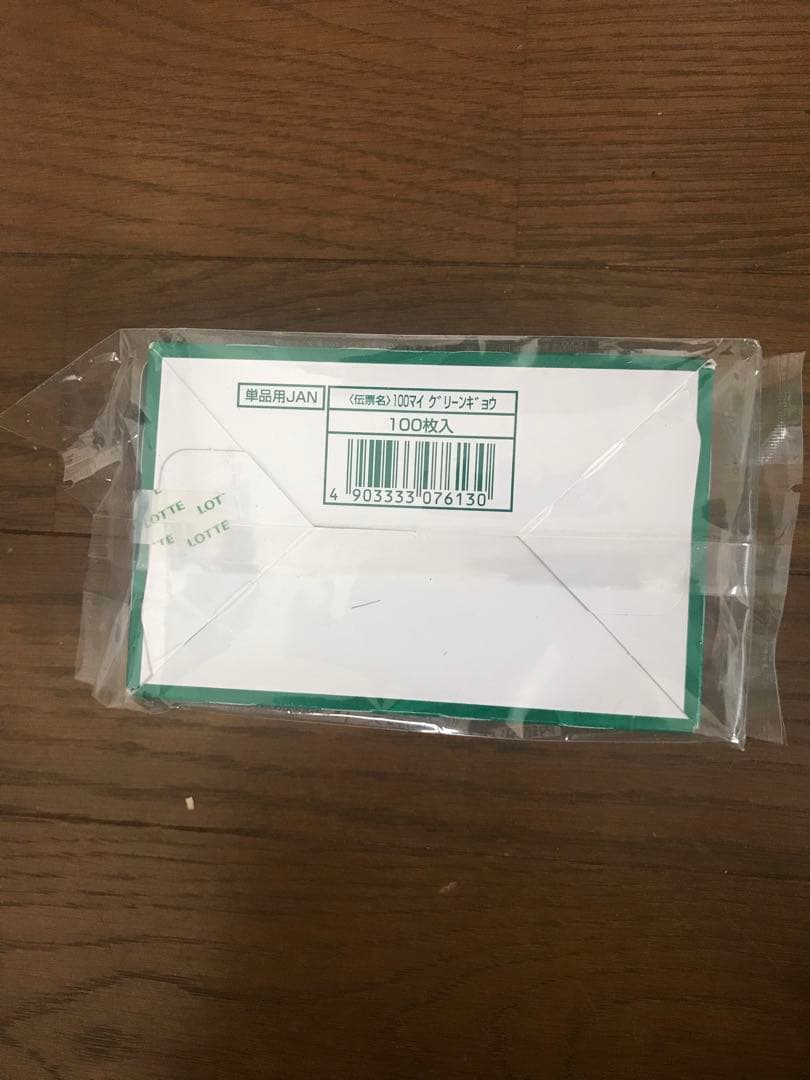 単品用JAN
〈伝票名〉100マイ グリーンギョウ
100枚入
4 903333 076130
LOTTE LOT
LOTTE